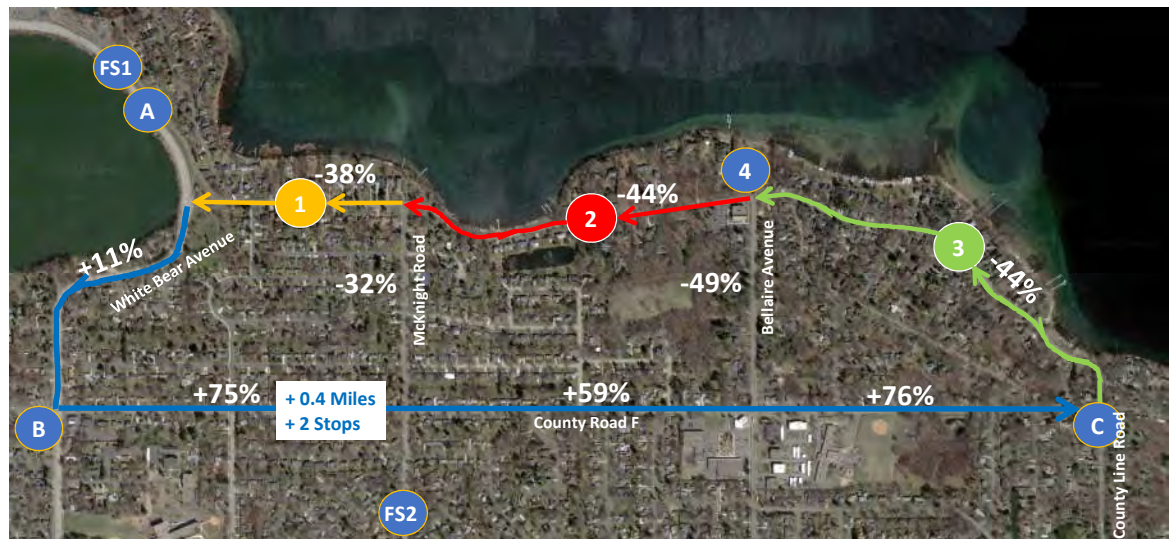 FS1
A
4
-38%
1
-44%
2
3
-44%
+11%
White Bear Avenue
-32%
McKnight Road
-49%
Bellaire Avenue
+75%
+ 0.4 Miles
+ 2 Stops
+59%
+76%
B
County Road F
C
County Line Road
FS2